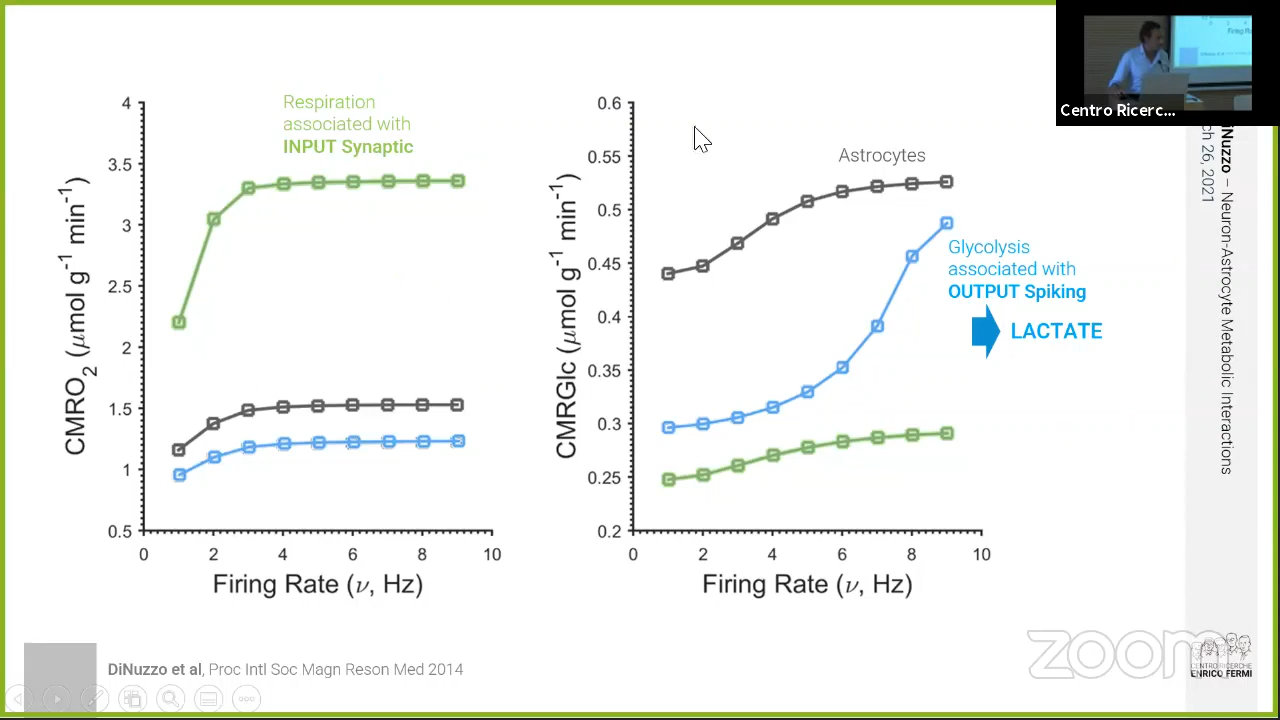 Respiration
associated with
INPUT Synaptic
4
3.5
3
2.5
2
1.5
1
0.5
CMRO2 (μmol g-1 min-1)
0 2 4 6 8 10
Firing Rate (ν, Hz)
0.6
0.55
0.5
0.45
0.4
0.35
0.3
0.25
0.2
CMRGlc (μmol g-1 min-1)
0 2 4 6 8 10
Firing Rate (ν, Hz)
Astrocytes
Glycolysis
associated with
OUTPUT Spiking
LACTATE
Centro Ricerc...
iNuzzo – Neuron-Astrocyte Metabolic Interactions
ch 26, 2021
DiNuzzo et al, Proc Intl Soc Magn Reson Med 2014
zoom
CENTRO RICERCHE
ENRICO FERMI